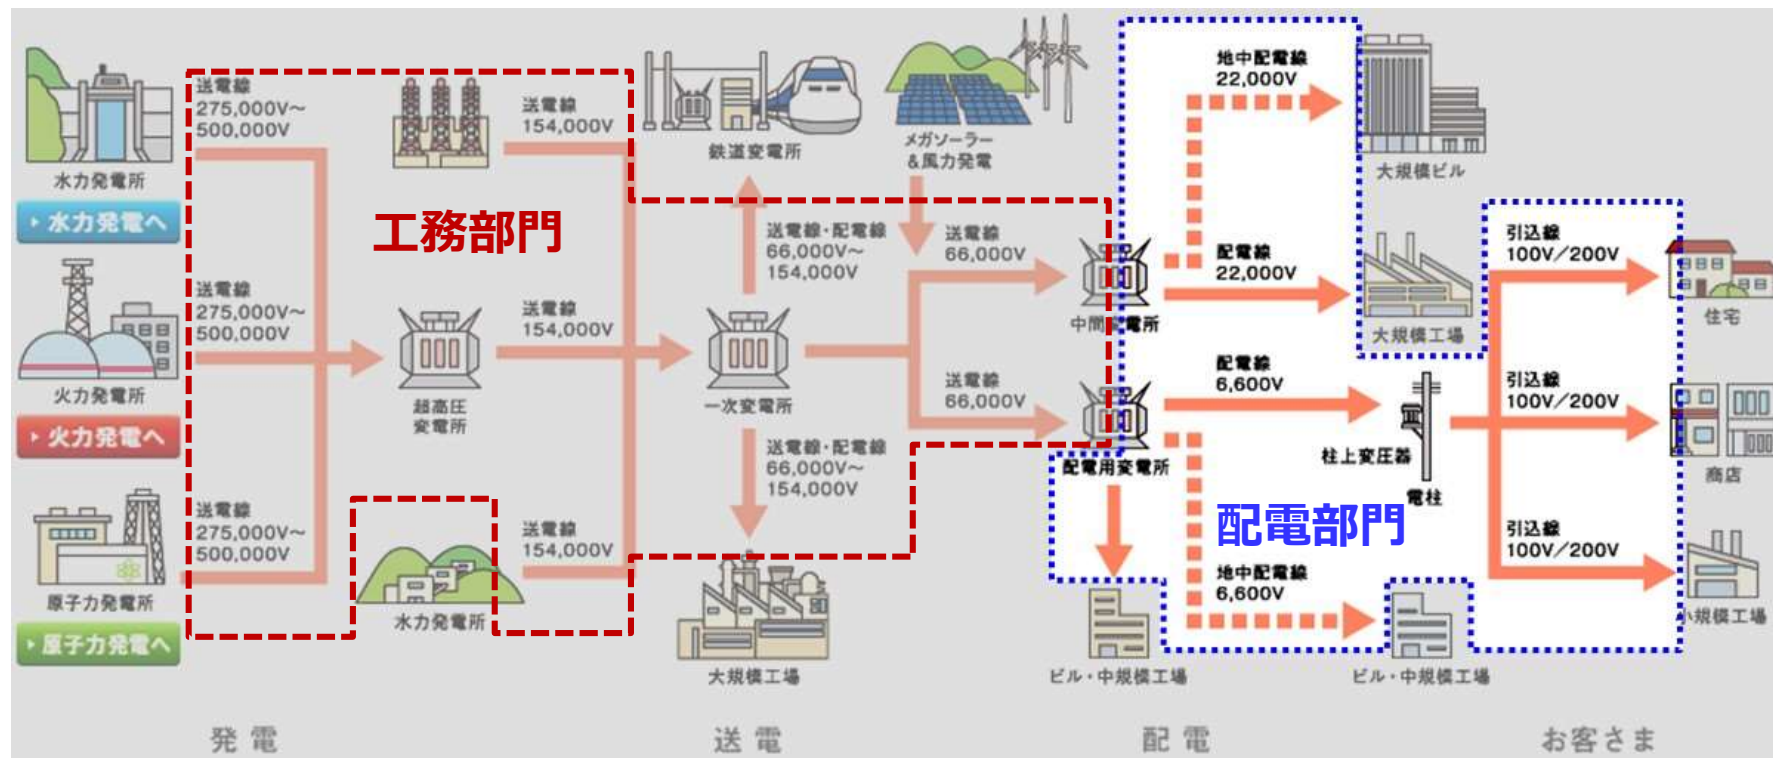 送電線
275,000V～
500,000V
水力発電所
水力発電へ
送電線
275,000V～
500,000V
火力発電所
火力発電へ
送電線
275,000V～
500,000V
原子力発電所
原子力発電へ
工務部門
送電線
154,000V
超高圧
変電所
送電線
154,000V
水力発電所
送電線
154,000V
鉄道変電所
送電線・配電線
66,000V～
154,000V
一次変電所
送電線・配電線
66,000V～
154,000V
大規模工場
メガソーラー
&風力発電
送電線
66,000V
送電線
66,000V
中間変電所
配電用変電所
地中配電線
22,000V
大規模ビル
配電線
22,000V
大規模工場
配電線
6,600V
柱上変圧器
電柱
配電部門
地中配電線
6,600V
ビル・中規模工場
ビル・中規模工場
引込線
100V／200V
住宅
引込線
100V／200V
商店
引込線
100V／200V
小規模工場
発電
送電
配電
お客さま